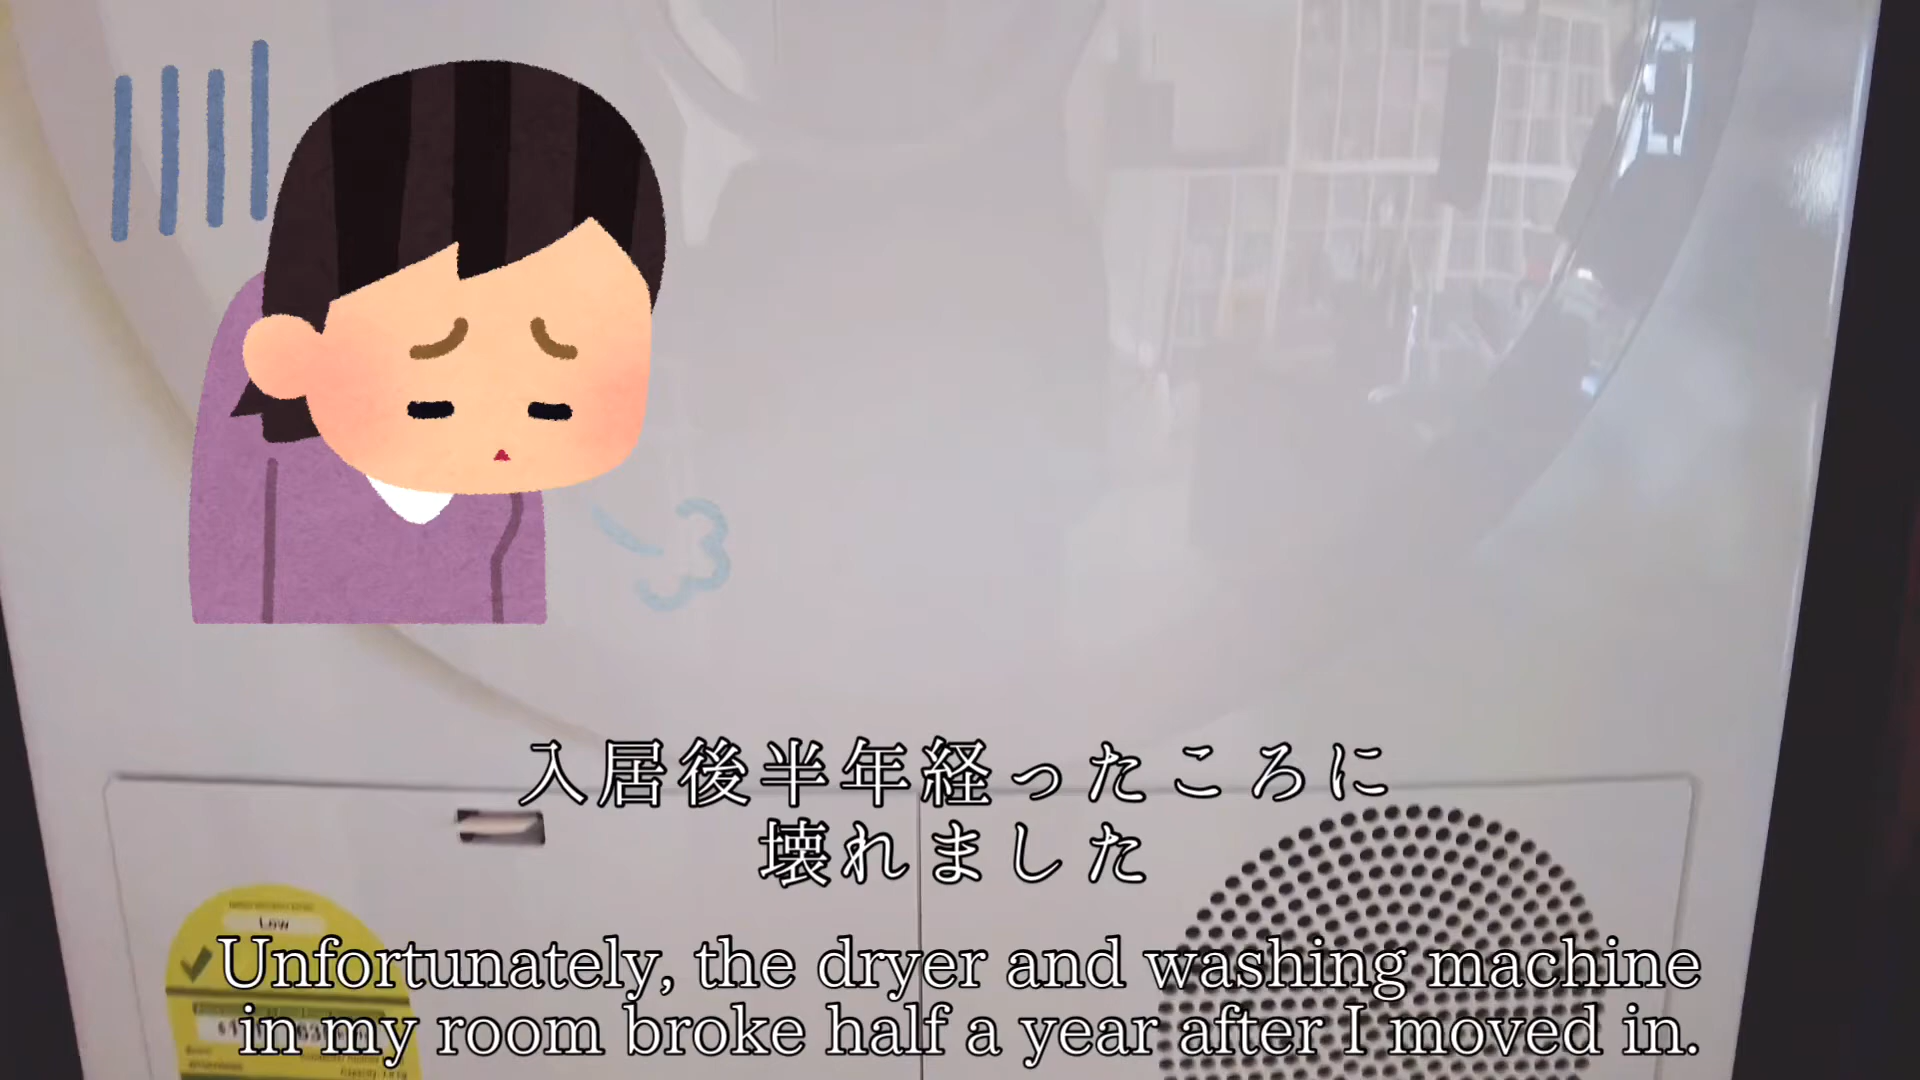 入居後半年経ったころに
壊れました
Low
Unfortunately, the dryer and washing machine
in my room broke half a year after I moved in.